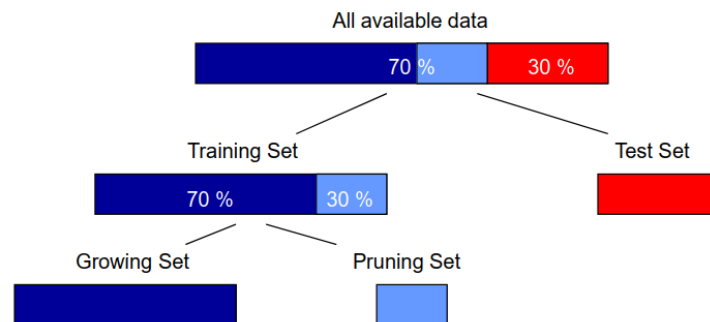 All available data
70 % 30 %
Training Set Test Set
70 % 30 %
Growing Set Pruning Set